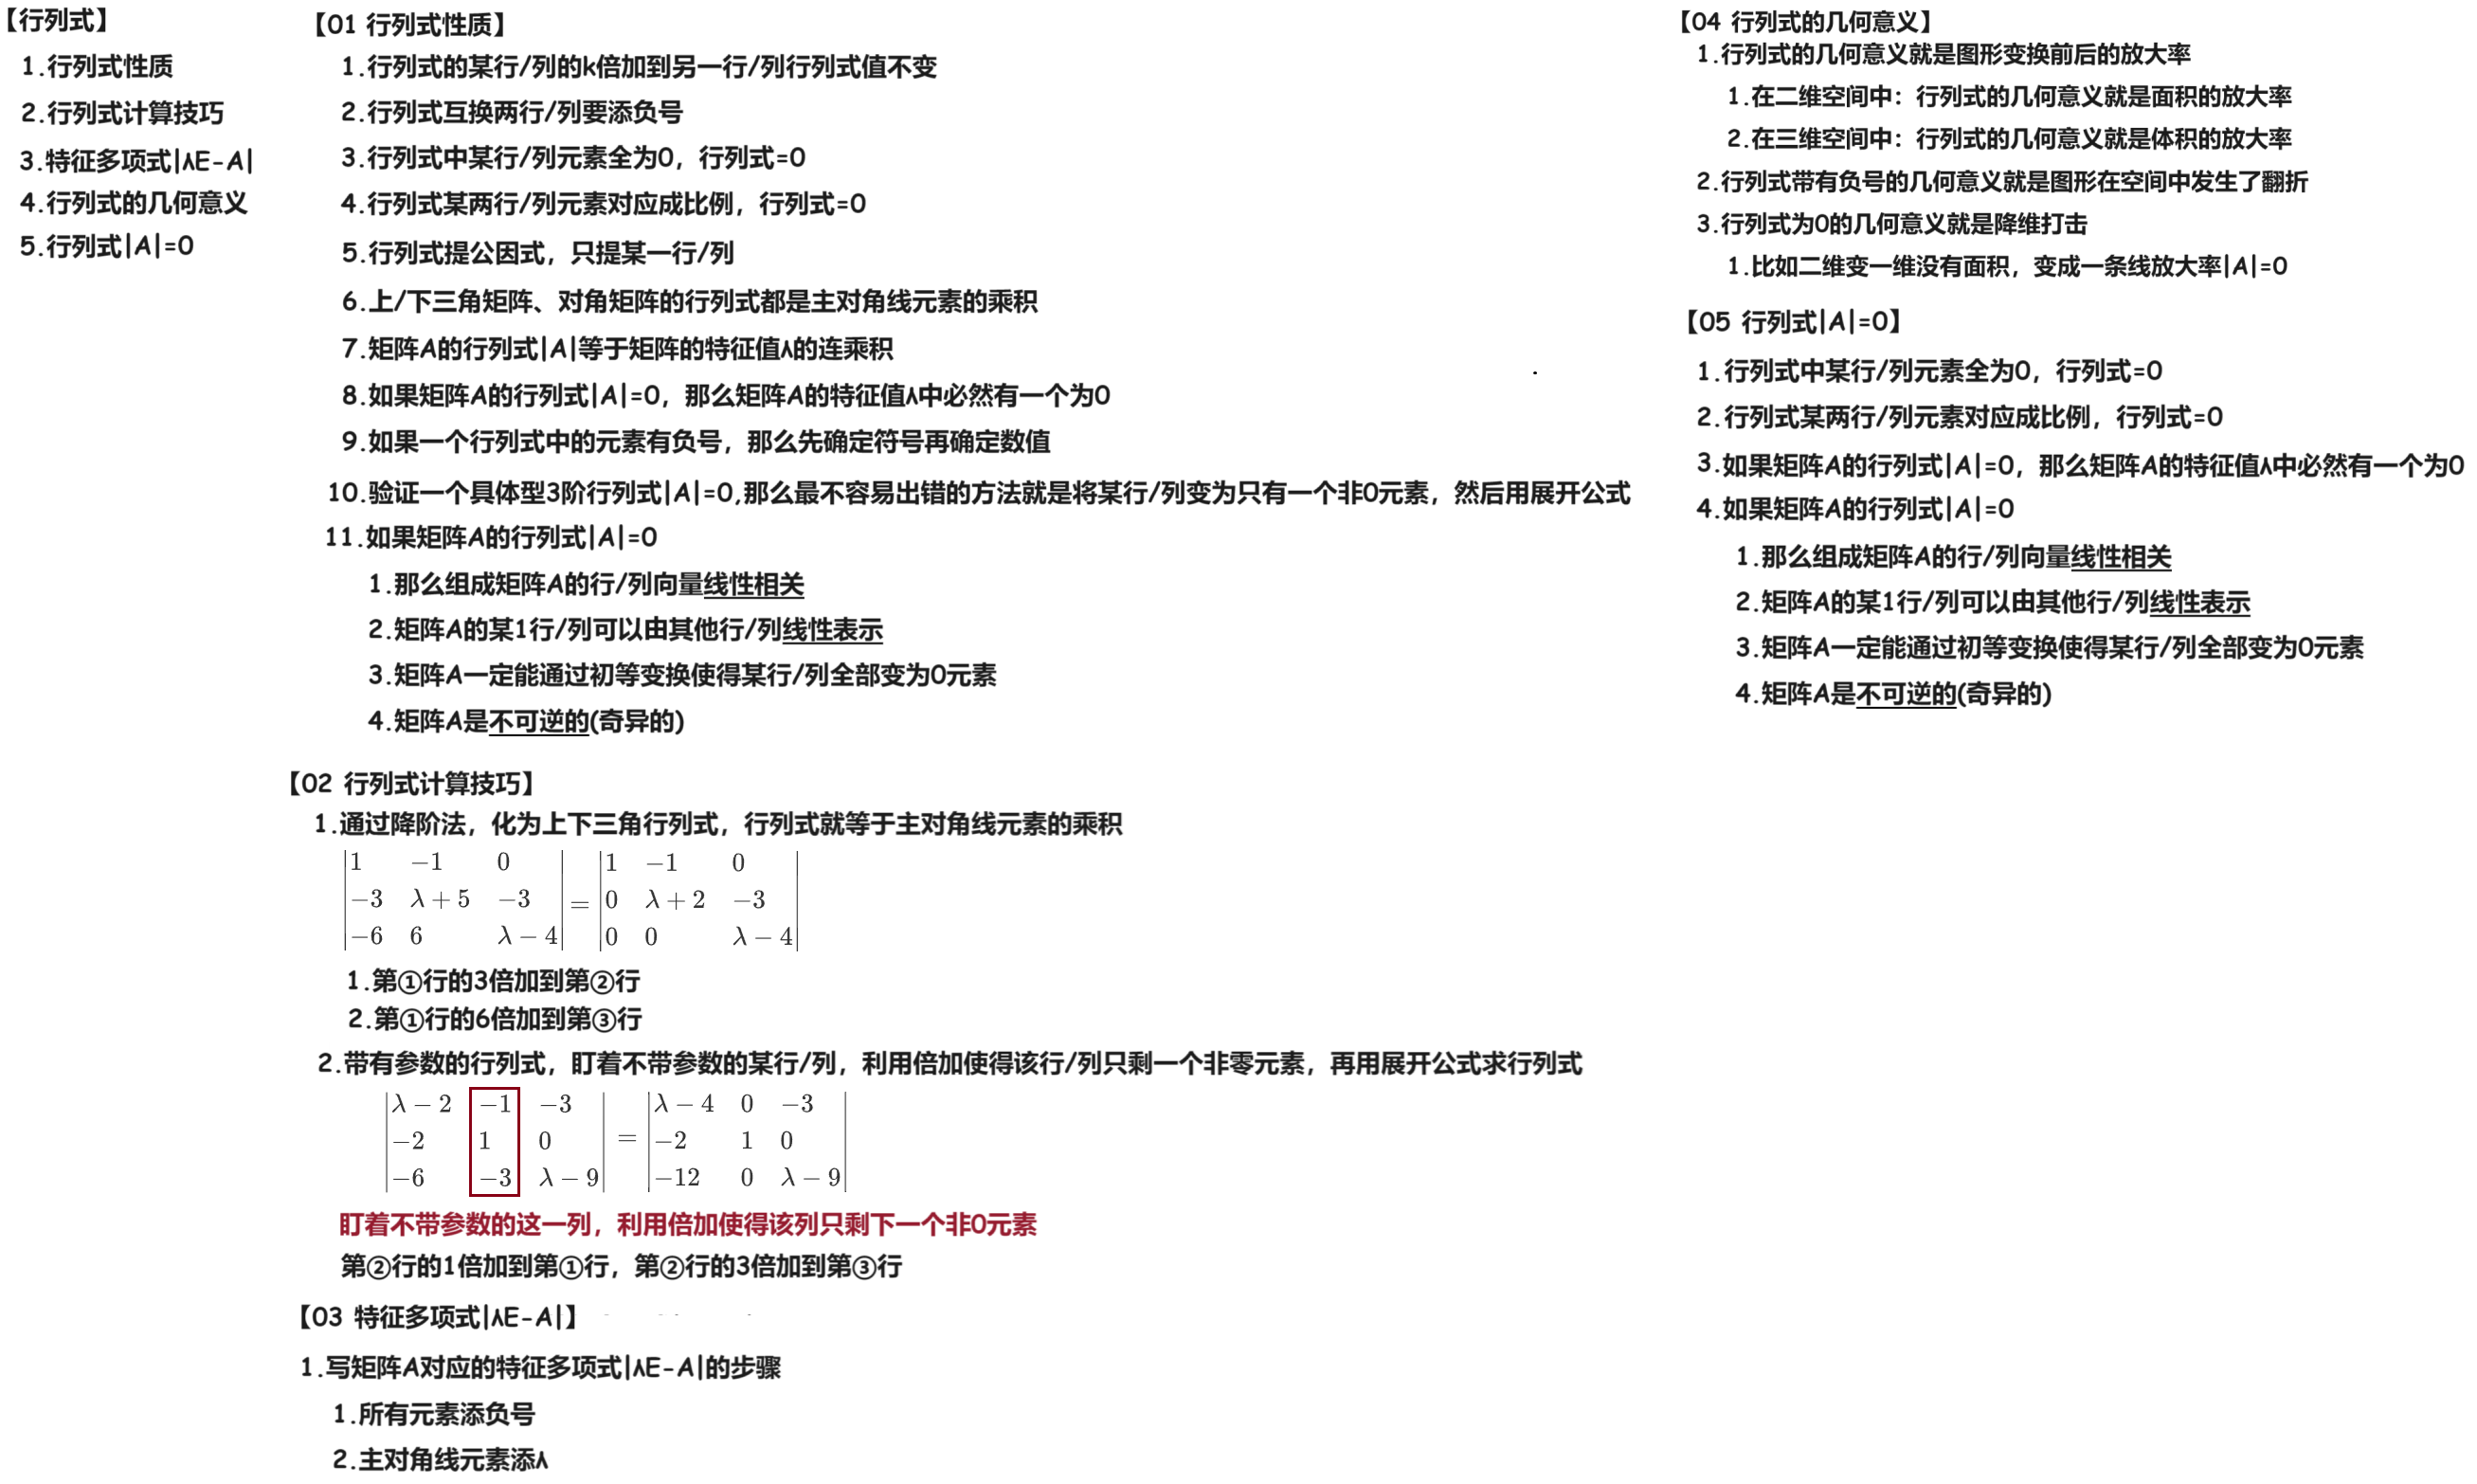 【行列式】
1.行列式性质
2.行列式计算技巧
3.特征多项式|λE-A|
4.行列式的几何意义
5.行列式|A|=0
【01 行列式性质】
1.行列式的某行/列的k倍加到另一行/列行列式值不变
2.行列式互换两行/列要添负号
3.行列式中某行/列元素全为0，行列式=0
4.行列式某两行/列元素对应成比例，行列式=0
5.行列式提公因式，只提某一行/列
6.上/下三角矩阵、对角矩阵的行列式都是主对角线元素的乘积
7.矩阵A的行列式|A|等于矩阵的特征值λ的连乘积
8.如果矩阵A的行列式|A|=0，那么矩阵A的特征值λ中必然有一个为0
9.如果一个行列式中的元素有负号，那么先确定符号再确定数值
10.验证一个具体型3阶行列式|A|=0,那么最不容易出错的方法就是将某行/列变为只有一个非0元素，然后用展开公式
11.如果矩阵A的行列式|A|=0
1.那么组成矩阵A的行/列向量线性相关
2.矩阵A的某1行/列可以由其他行/列线性表示
3.矩阵A一定能通过初等变换使得某行/列全部变为0元素
4.矩阵A是不可逆的(奇异的)
【02 行列式计算技巧】
1.通过降阶法，化为上下三角行列式，行列式就等于主对角线元素的乘积
|1 −1 0| |1 −1 0|
|−3 λ+5 −3| = |0 λ+2 −3|
|−6 6 λ−4| |0 0 λ−4|
1.第①行的3倍加到第②行
2.第①行的6倍加到第③行
2.带有参数的行列式，盯着不带参数的某行/列，利用倍加使得该行/列只剩一个非零元素，再用展开公式求行列式
|λ−2 −1 −3| |λ−4 0 −3|
|−2 1 0| = |−2 1 0|
|−6 −3 λ−9| |−12 0 λ−9|
盯着不带参数的这一列，利用倍加使得该列只剩下一个非0元素
第②行的1倍加到第①行，第②行的3倍加到第③行
【03 特征多项式|λE-A|】
1.写矩阵A对应的特征多项式|λE-A|的步骤
1.所有元素添负号
2.主对角线元素添λ
【04 行列式的几何意义】
1.行列式的几何意义就是图形变换前后的放大率
1.在二维空间中：行列式的几何意义就是面积的放大率
2.在三维空间中：行列式的几何意义就是体积的放大率
2.行列式带有负号的几何意义就是图形在空间中发生了翻折
3.行列式为0的几何意义就是降维打击
1.比如二维变一维没有面积，变成一条线放大率|A|=0
【05 行列式|A|=0】
1.行列式中某行/列元素全为0，行列式=0
2.行列式某两行/列元素对应成比例，行列式=0
3.如果矩阵A的行列式|A|=0，那么矩阵A的特征值λ中必然有一个为0
4.如果矩阵A的行列式|A|=0
1.那么组成矩阵A的行/列向量线性相关
2.矩阵A的某1行/列可以由其他行/列线性表示
3.矩阵A一定能通过初等变换使得某行/列全部变为0元素
4.矩阵A是不可逆的(奇异的)